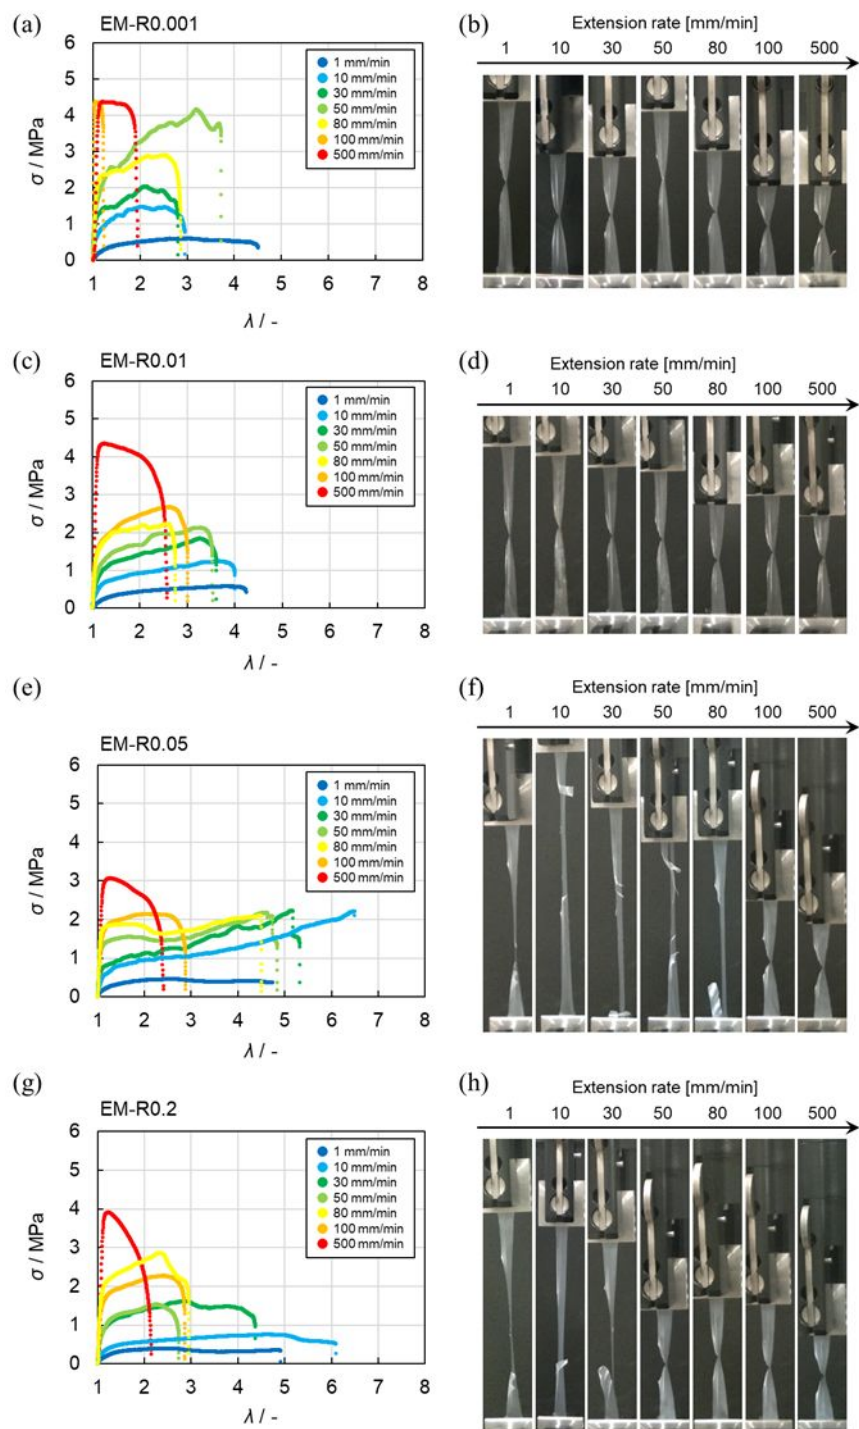 (a)
EM-R0.001
6
5
4
3
2
1
0
σ / MPa
1 2 3 4 5 6 7 8
λ / -
1 mm/min
10 mm/min
30 mm/min
50 mm/min
80 mm/min
100 mm/min
500 mm/min
(b)
Extension rate [mm/min]
1 10 30 50 80 100 500
(c)
EM-R0.01
6
5
4
3
2
1
0
σ / MPa
1 2 3 4 5 6 7 8
λ / -
1 mm/min
10 mm/min
30 mm/min
50 mm/min
80 mm/min
100 mm/min
500 mm/min
(d)
Extension rate [mm/min]
1 10 30 50 80 100 500
(e)
EM-R0.05
6
5
4
3
2
1
0
σ / MPa
1 2 3 4 5 6 7 8
λ / -
1 mm/min
10 mm/min
30 mm/min
50 mm/min
80 mm/min
100 mm/min
500 mm/min
(f)
Extension rate [mm/min]
1 10 30 50 80 100 500
(g)
EM-R0.2
6
5
4
3
2
1
0
σ / MPa
1 2 3 4 5 6 7 8
λ / -
1 mm/min
10 mm/min
30 mm/min
50 mm/min
80 mm/min
100 mm/min
500 mm/min
(h)
Extension rate [mm/min]
1 10 30 50 80 100 500